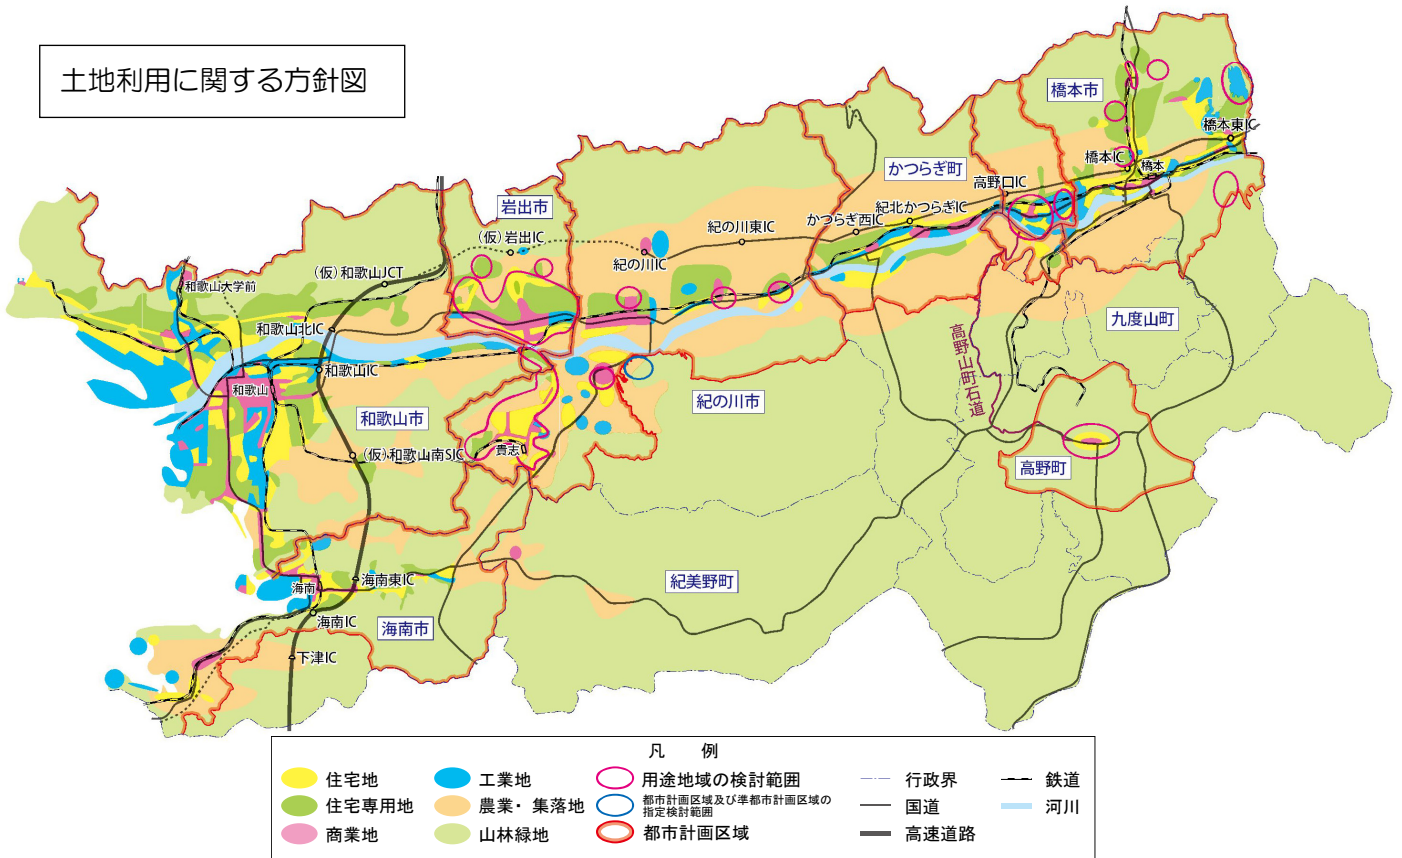 土地利用に関する方針図
橋本市
橋本東IC
かつらぎ町
橋本IC
橋本
高野口IC
岩出市
紀北かつらぎIC
かつらぎ西IC
紀の川東IC
(仮)岩出IC
紀の川IC
(仮)和歌山JCT
和歌山大学前
九度山町
和歌山北IC
高野山町石道
和歌山IC
和歌山
紀の川市
和歌山市
貴志
(仮)和歌山南SIC
高野町
海南東IC
紀美野町
海南
海南IC
海南市
下津IC
凡 例
住宅地
工業地
用途地域の検討範囲
行政界
鉄道
住宅専用地
農業・集落地
都市計画区域及び準都市計画区域の
指定検討範囲
国道
河川
商業地
山林緑地
都市計画区域
高速道路